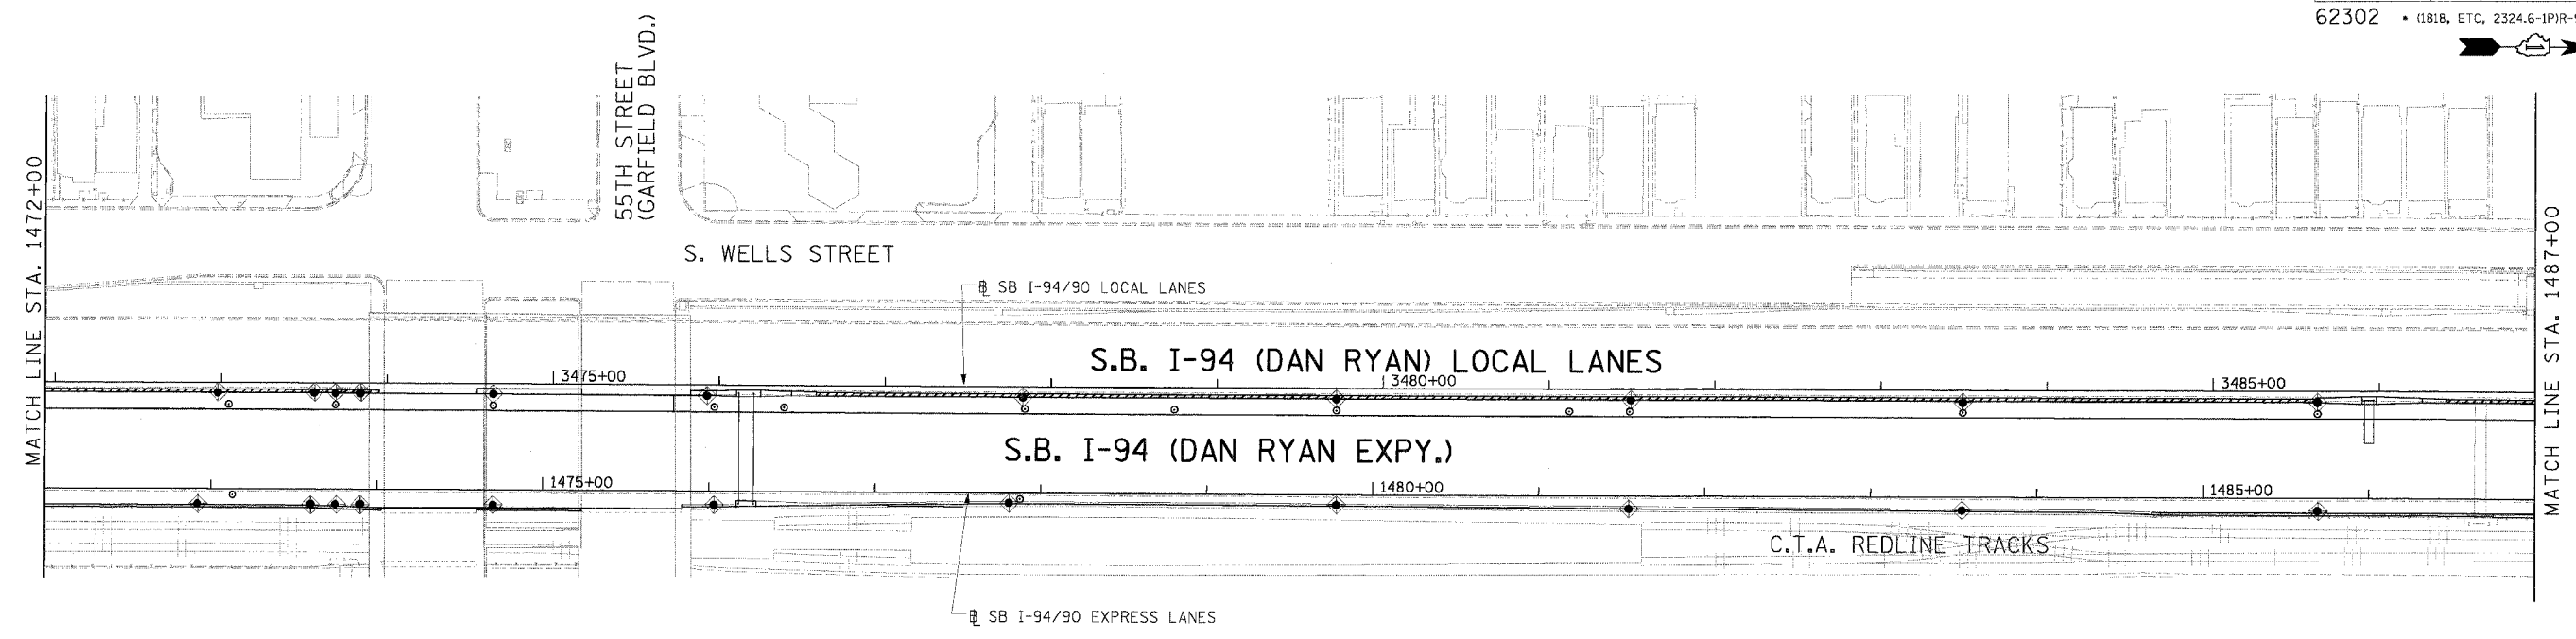 62302 * (1818, ETC, 2324.6-1P)R-
55TH STREET
(GARFIELD BLVD.)
MATCH LINE STA. 1472+00
MATCH LINE STA. 1487+00
S. WELLS STREET
℄ SB I-94/90 LOCAL LANES
S.B. I-94 (DAN RYAN) LOCAL LANES
3475+00
3480+00
3485+00
S.B. I-94 (DAN RYAN EXPY.)
1475+00
1480+00
1485+00
C.T.A. REDLINE TRACKS
℄ SB I-94/90 EXPRESS LANES